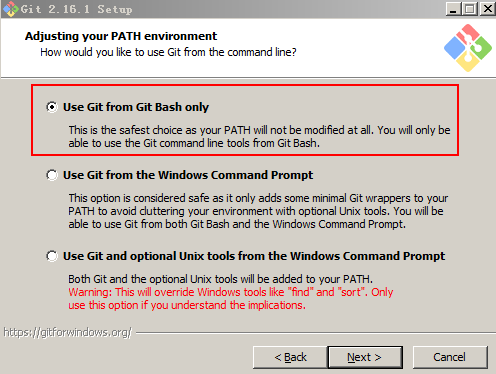 Git 2.16.1 Setup
Adjusting your PATH environment
How would you like to use Git from the command line?
Use Git from Git Bash only
This is the safest choice as your PATH will not be modified at all. You will only be
able to use the Git command line tools from Git Bash.
Use Git from the Windows Command Prompt
This option is considered safe as it only adds some minimal Git wrappers to your
PATH to avoid cluttering your environment with optional Unix tools. You will be
able to use Git from both Git Bash and the Windows Command Prompt.
Use Git and optional Unix tools from the Windows Command Prompt
Both Git and the optional Unix tools will be added to your PATH.
Warning: This will override Windows tools like "find" and "sort". Only
use this option if you understand the implications.
https://gitforwindows.org/
< Back Next > Cancel